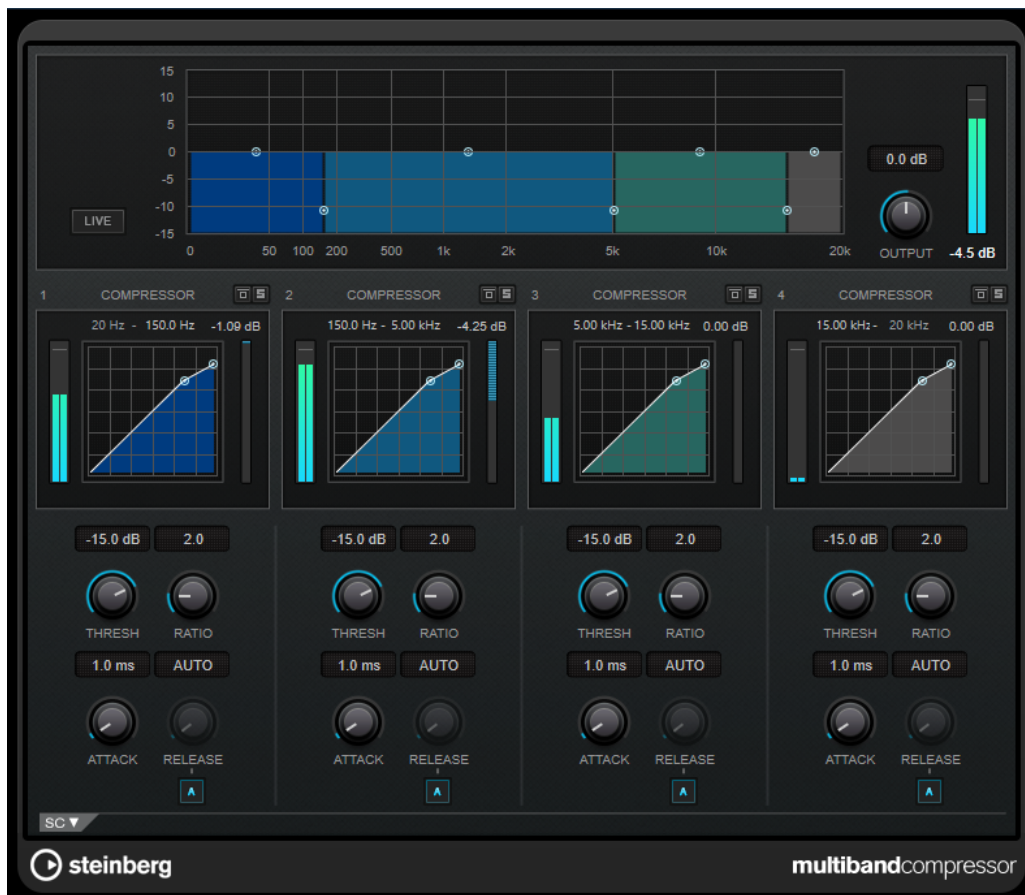 15
10
5
0
-5
-10
-15
0 50 100 200 500 1k 2k 5k 10k 20k
LIVE
0.0 dB
OUTPUT
-4.5 dB
1 COMPRESSOR S 2 COMPRESSOR S 3 COMPRESSOR S 4 COMPRESSOR S
20 Hz - 150.0 Hz -1.09 dB 150.0 Hz - 5.00 kHz -4.25 dB 5.00 kHz - 15.00 kHz 0.00 dB 15.00 kHz - 20 kHz 0.00 dB
-15.0 dB 2.0 -15.0 dB 2.0 -15.0 dB 2.0 -15.0 dB 2.0
THRESH RATIO THRESH RATIO THRESH RATIO THRESH RATIO
1.0 ms AUTO 1.0 ms AUTO 1.0 ms AUTO 1.0 ms AUTO
ATTACK RELEASE ATTACK RELEASE ATTACK RELEASE ATTACK RELEASE
A A A A
SC ▼
steinberg multibandcompressor